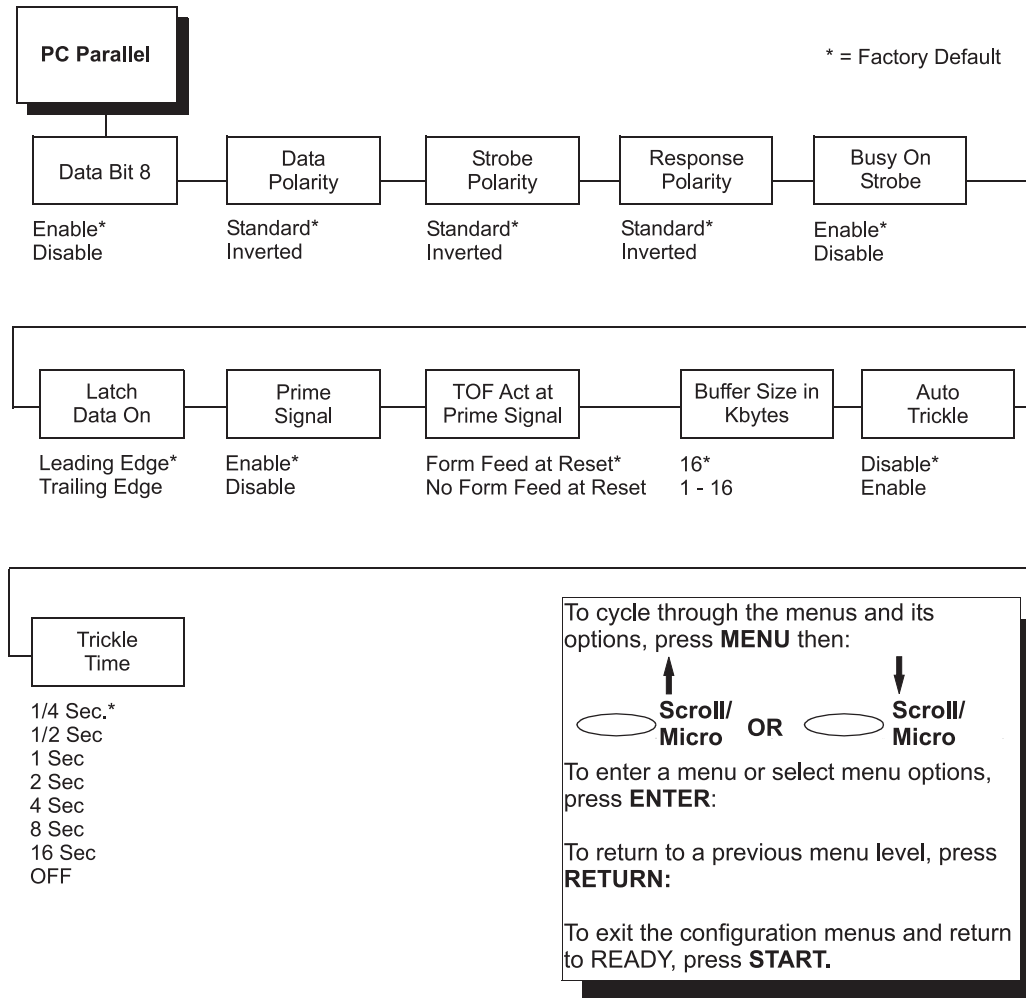 PC Parallel
* = Factory Default
Data Bit 8
Enable*
Disable
Data
Polarity
Standard*
Inverted
Strobe
Polarity
Standard*
Inverted
Response
Polarity
Standard*
Inverted
Busy On
Strobe
Enable*
Disable
Latch
Data On
Leading Edge*
Trailing Edge
Prime
Signal
Enable*
Disable
TOF Act at
Prime Signal
Form Feed at Reset*
No Form Feed at Reset
Buffer Size in
Kbytes
16*
1 - 16
Auto
Trickle
Disable*
Enable
Trickle
Time
1/4 Sec.*
1/2 Sec
1 Sec
2 Sec
4 Sec
8 Sec
16 Sec
OFF
To cycle through the menus and its
options, press MENU then:
Scroll/
Micro
OR
Scroll/
Micro
To enter a menu or select menu options,
press ENTER:
To return to a previous menu level, press
RETURN:
To exit the configuration menus and return
to READY, press START.